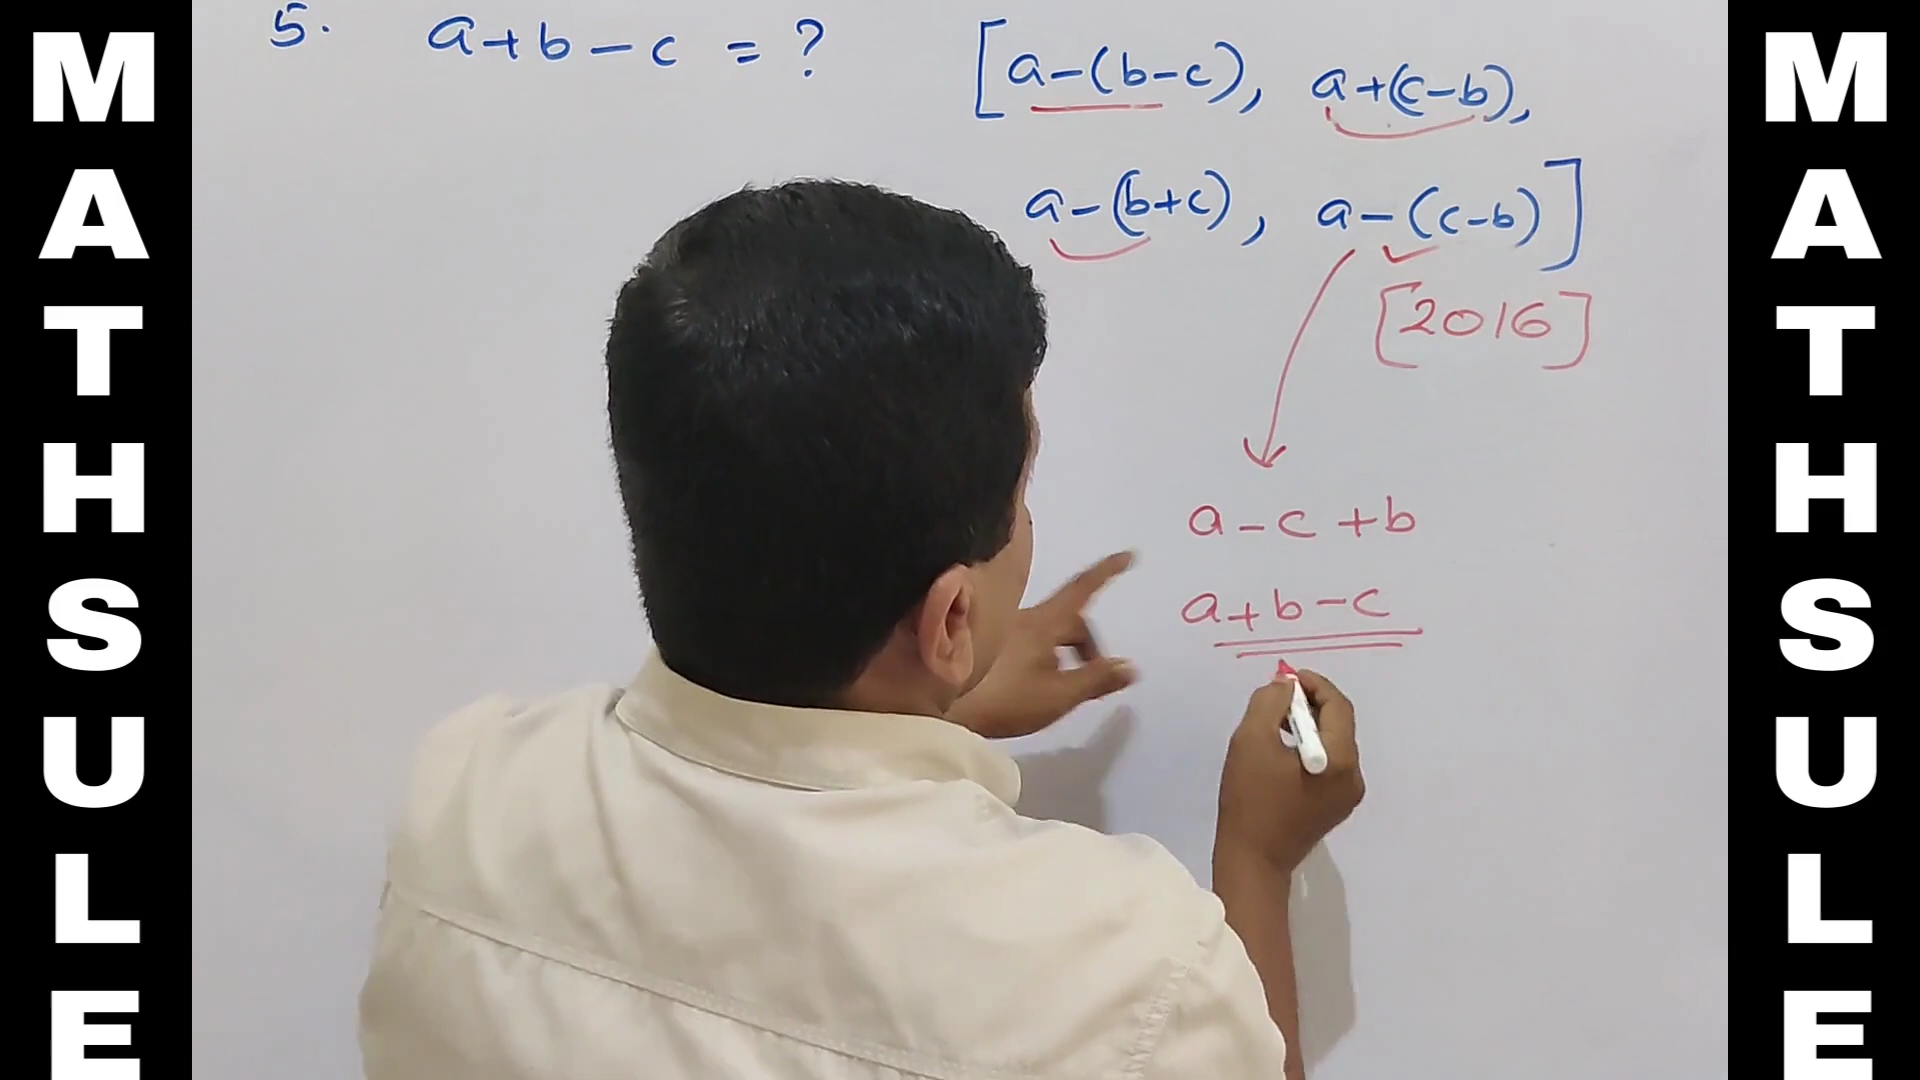 MATHSULE
5. a+b-c = ? [a-(b-c), a+(c-b),
a-(b+c), a-(c-b)]
[2016]
a-c+b
a+b-c
MATHSULE